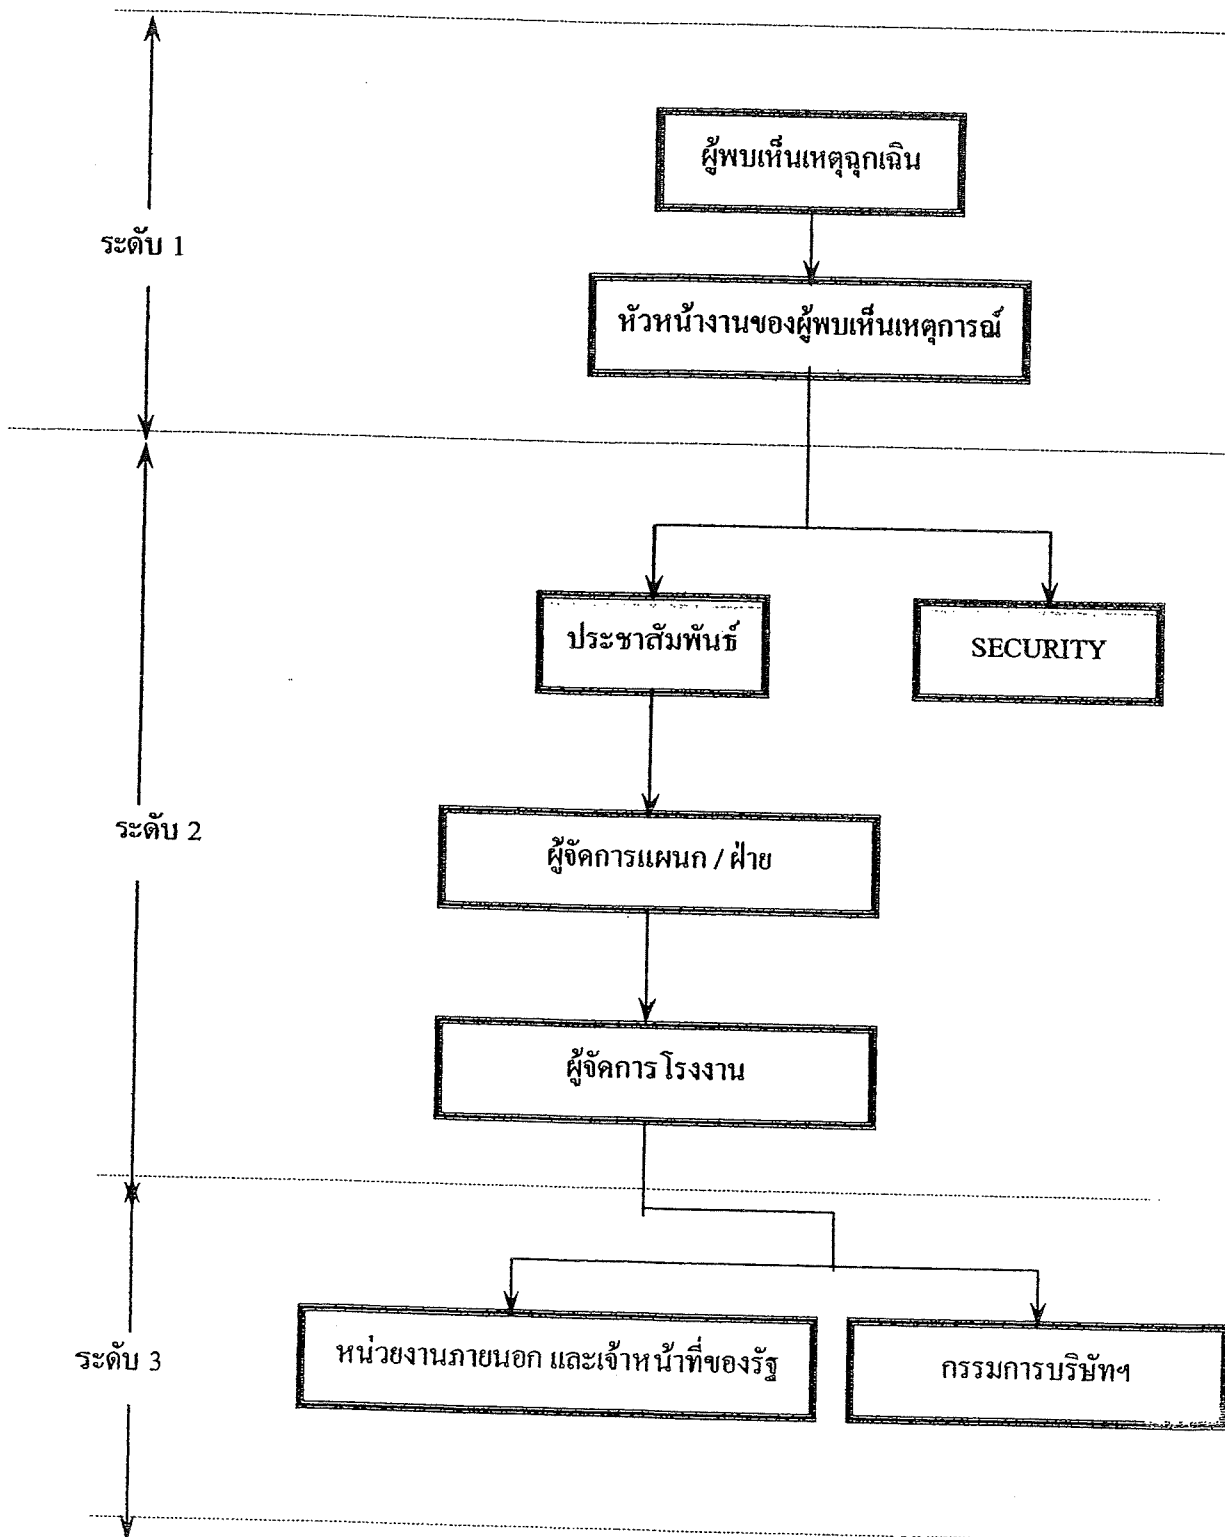 ผู้พบเห็นเหตุฉุกเฉิน
ระดับ 1
หัวหน้างานของผู้พบเห็นเหตุการณ์
ประชาสัมพันธ์
SECURITY
ระดับ 2
ผู้จัดการแผนก / ฝ่าย
ผู้จัดการโรงงาน
ระดับ 3
หน่วยงานภายนอก และเจ้าหน้าที่ของรัฐ
กรรมการบริษัทฯ